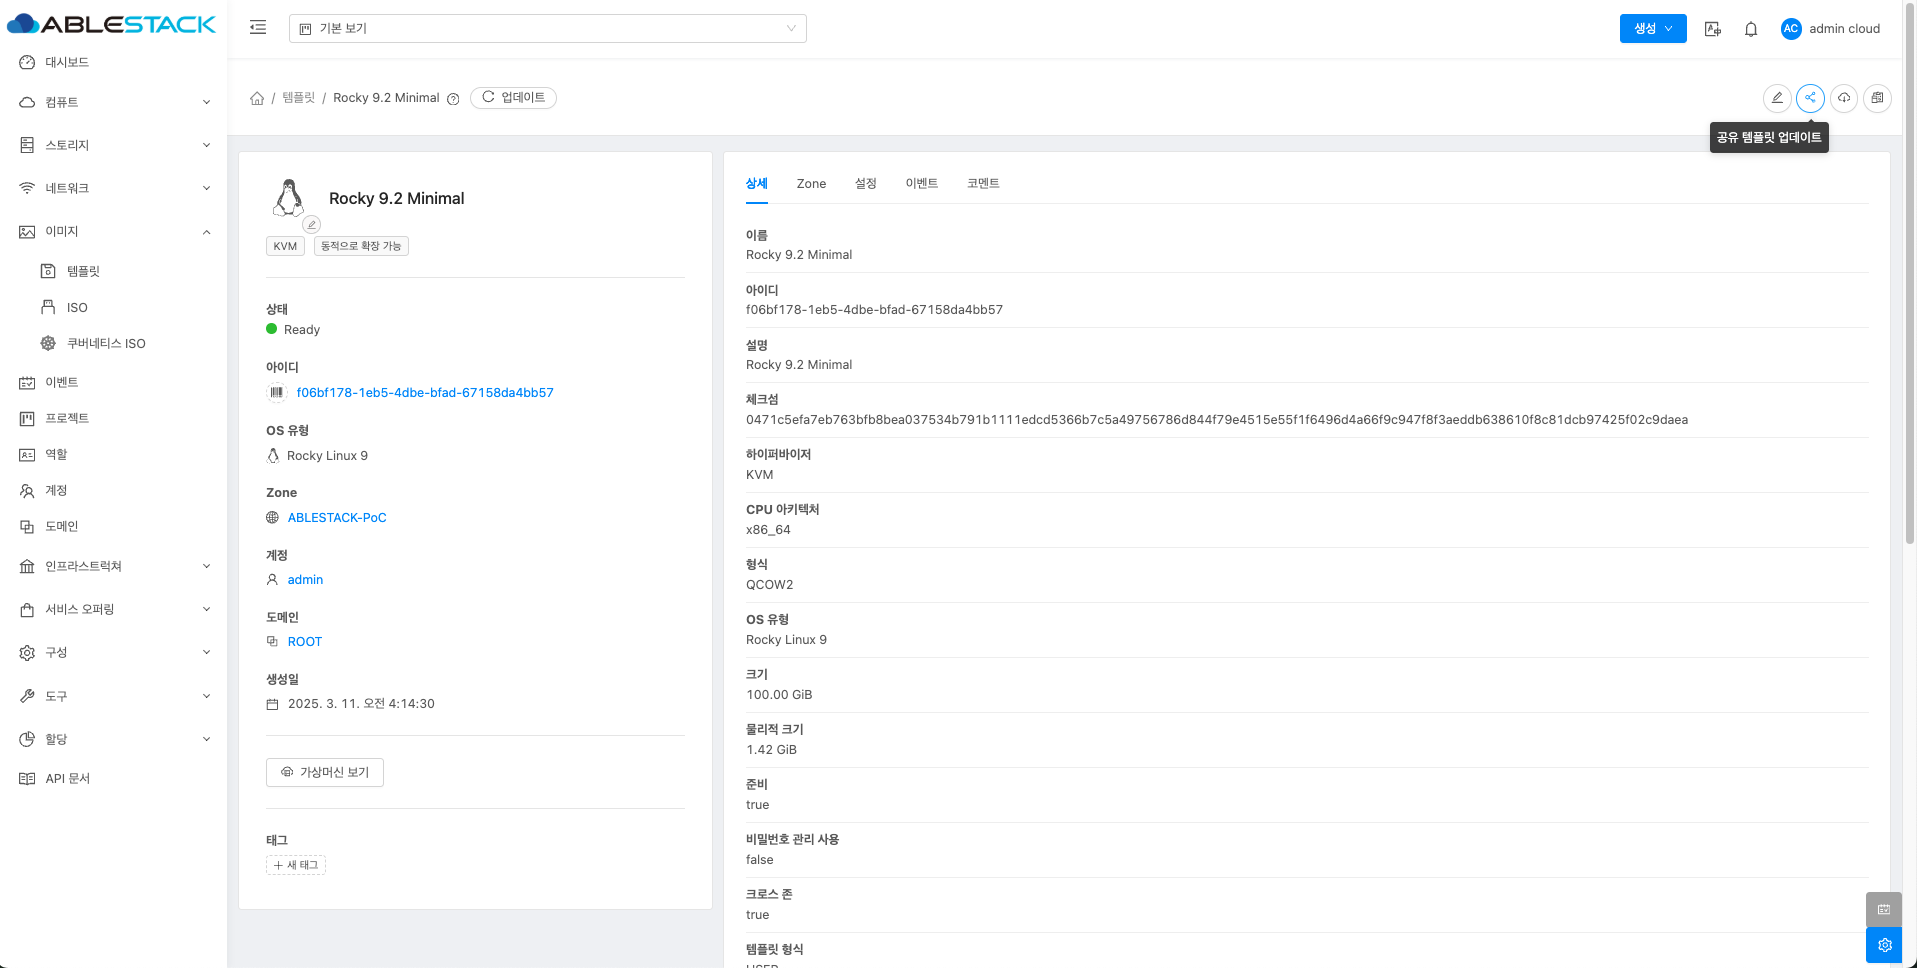 ABLESTACK
기본 보기
생성
AC
admin cloud
대시보드
컴퓨트
스토리지
네트워크
이미지
템플릿
ISO
쿠버네티스 ISO
이벤트
프로젝트
역할
계정
도메인
인프라스트럭쳐
서비스 오퍼링
구성
도구
할당
API 문서
/ 템플릿 / Rocky 9.2 Minimal
업데이트
공유 템플릿 업데이트
Rocky 9.2 Minimal
KVM
동적으로 확장 가능
상태
Ready
아이디
f06bf178-1eb5-4dbe-bfad-67158da4bb57
OS 유형
Rocky Linux 9
Zone
ABLESTACK-PoC
계정
admin
도메인
ROOT
생성일
2025. 3. 11. 오전 4:14:30
가상머신 보기
태그
+ 새 태그
상세
Zone
설정
이벤트
코멘트
이름
Rocky 9.2 Minimal
아이디
f06bf178-1eb5-4dbe-bfad-67158da4bb57
설명
Rocky 9.2 Minimal
체크섬
0471c5efa7eb763bfb8bea037534b791b1111edcd5366b7c5a49756786d844f79e4515e55f1f6496d4a66f9c947f8f3aeddb638610f8c81dcb97425f02c9daea
하이퍼바이저
KVM
CPU 아키텍처
x86_64
형식
QCOW2
OS 유형
Rocky Linux 9
크기
100.00 GiB
물리적 크기
1.42 GiB
준비
true
비밀번호 관리 사용
false
크로스 존
true
템플릿 형식
USER